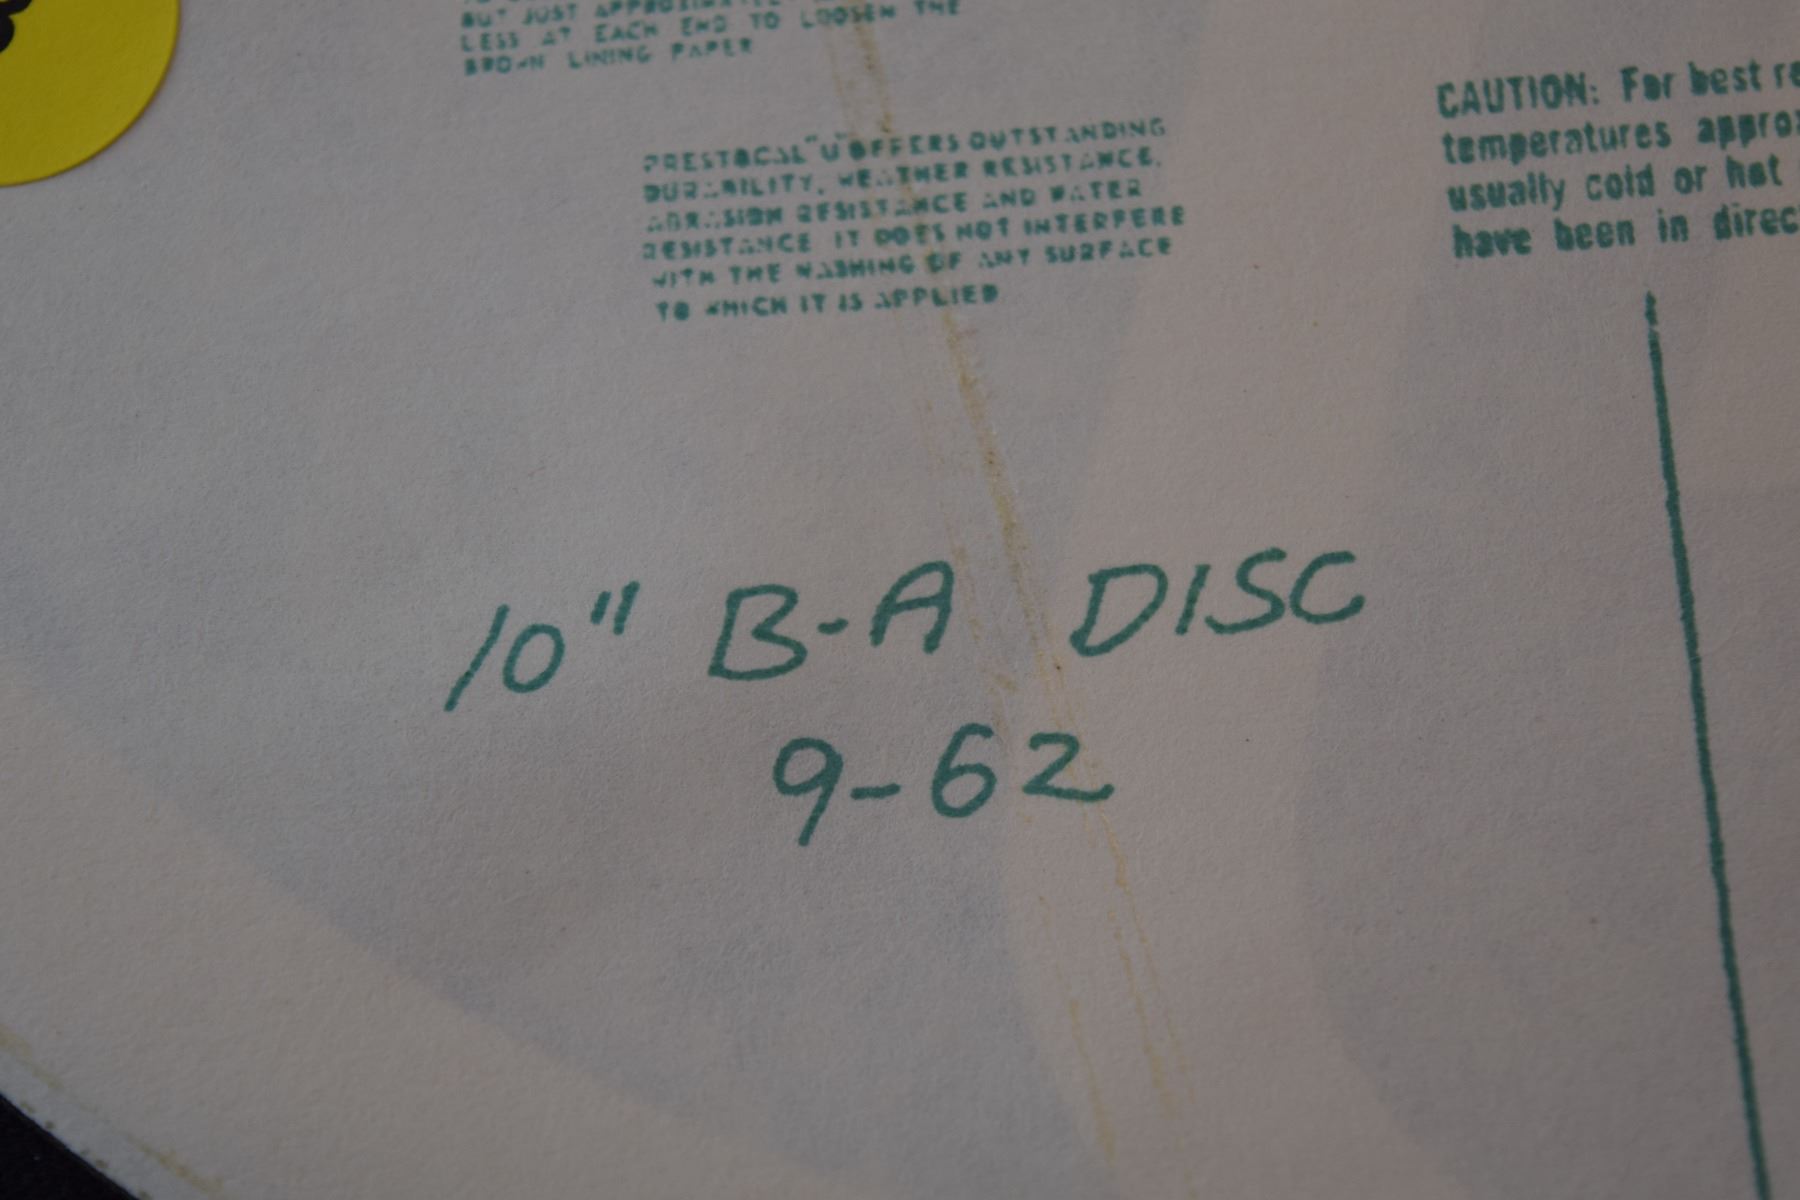 BUT JUST
LESS AT EACH END TO LOOSEN THE
BROWN LINING PAPER
PRESTOCAL "U" OFFERS OUTSTANDING
DURABILITY, WEATHER RESISTANCE,
ABRASION RESISTANCE AND WATER
RESISTANCE IT DOES NOT INTERFERE
WITH THE WASHING OF ANY SURFACE
TO WHICH IT IS APPLIED
CAUTION: For best re
temperatures approx
usually cold or hot
have been in direc
10" B-A DISC
9-62